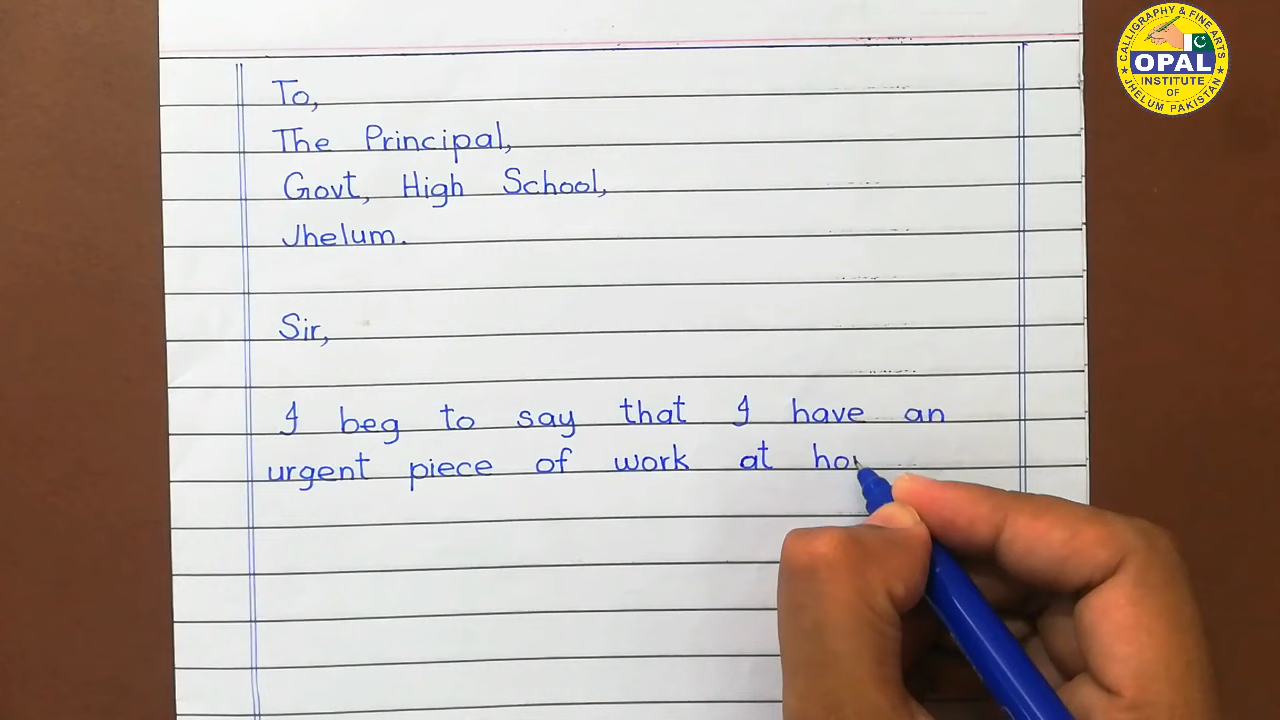 To,
The Principal,
Govt, High School,
Jhelum.
Sir,
I beg to say that I have an
urgent piece of work at
CALLIGRAPHY & FINE ARTS
OPAL
INSTITUTE
OF
JHELUM PAKISTAN